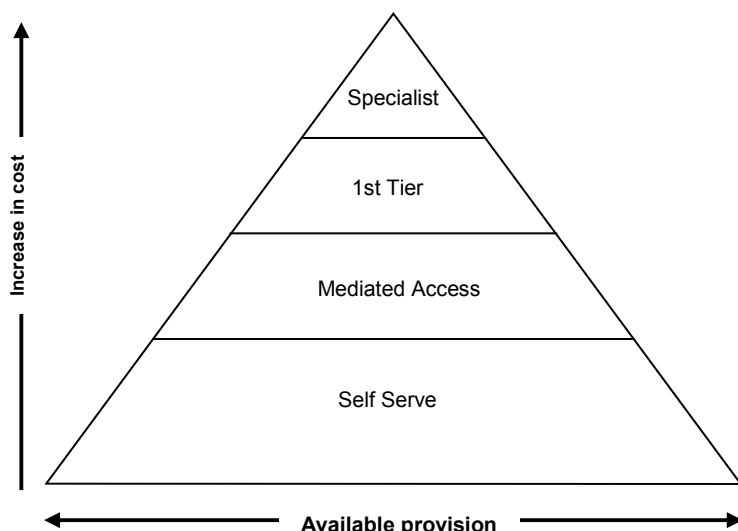 Increase in cost
Specialist
1st Tier
Mediated Access
Self Serve
Available provision